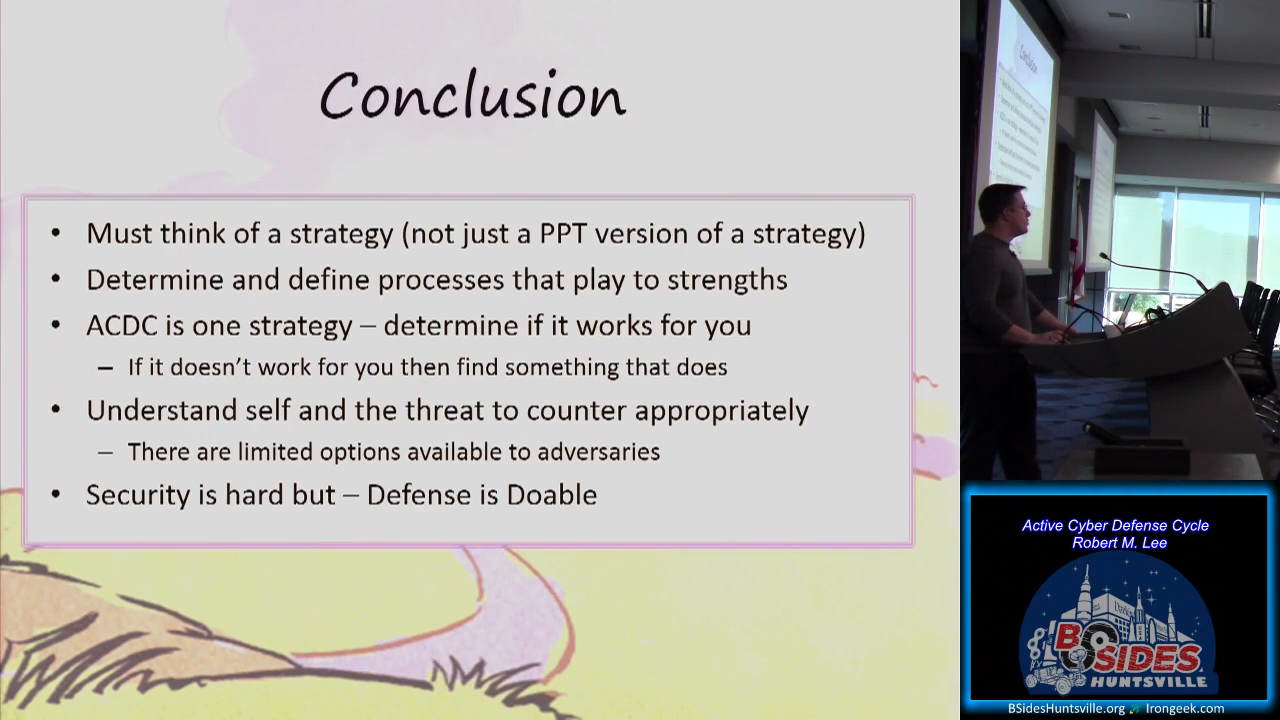 Conclusion
• Must think of a strategy (not just a PPT version of a strategy)
• Determine and define processes that play to strengths
• ACDC is one strategy – determine if it works for you
– If it doesn’t work for you then find something that does
• Understand self and the threat to counter appropriately
– There are limited options available to adversaries
• Security is hard but – Defense is Doable
Conclusion
Active Cyber Defense Cycle
Robert M. Lee
BSIDES
HUNTSVILLE
BSidesHuntsville.org Irongeek.com